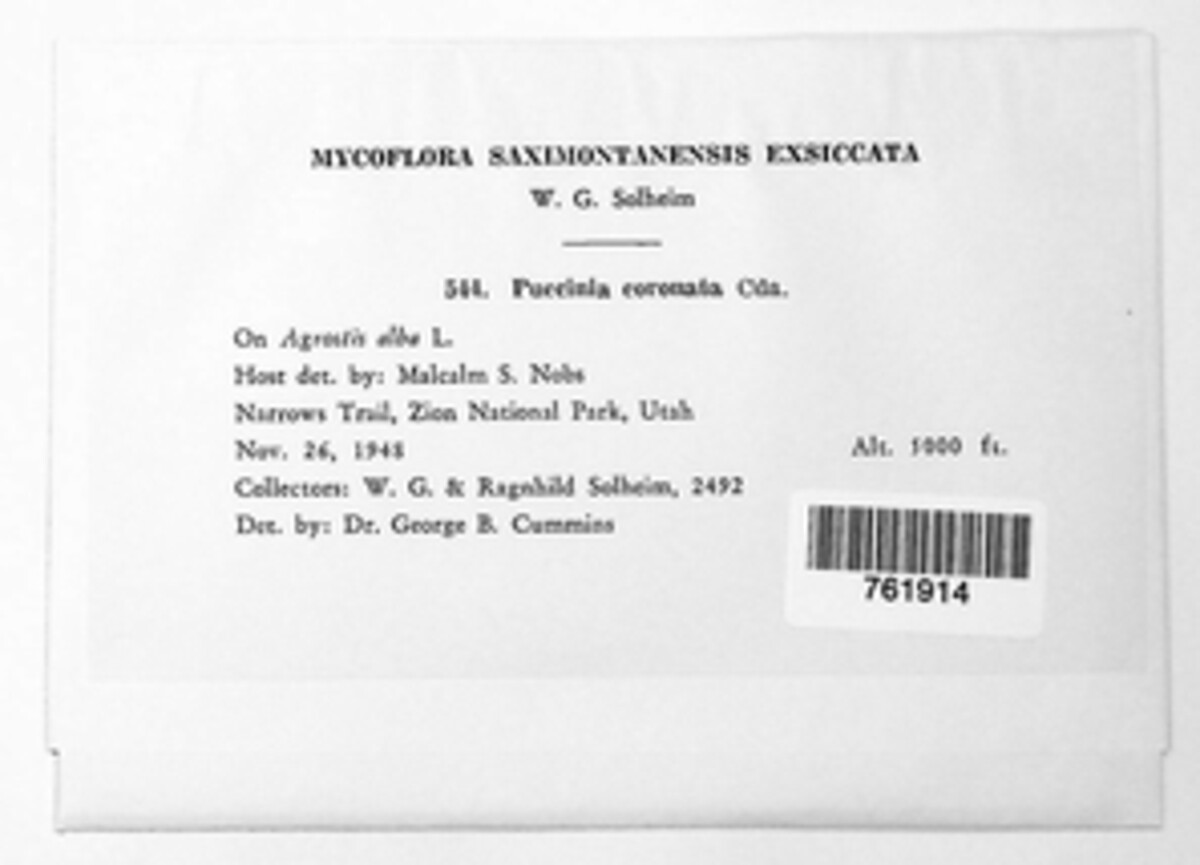 MYCOFLORA SAXIMONTANENSIS EXSICCATA
W. G. Solheim
544. Puccinia coronata Cda.
On Agrostis alba L.
Host det. by: Malcalm S. Nobs
Narrows Trail, Zion National Park, Utah
Nov. 26, 1948 Alt. 5000 ft.
Collectors: W. G. & Ragnhild Solheim, 2492
Det. by: Dr. George B. Cummins
761914